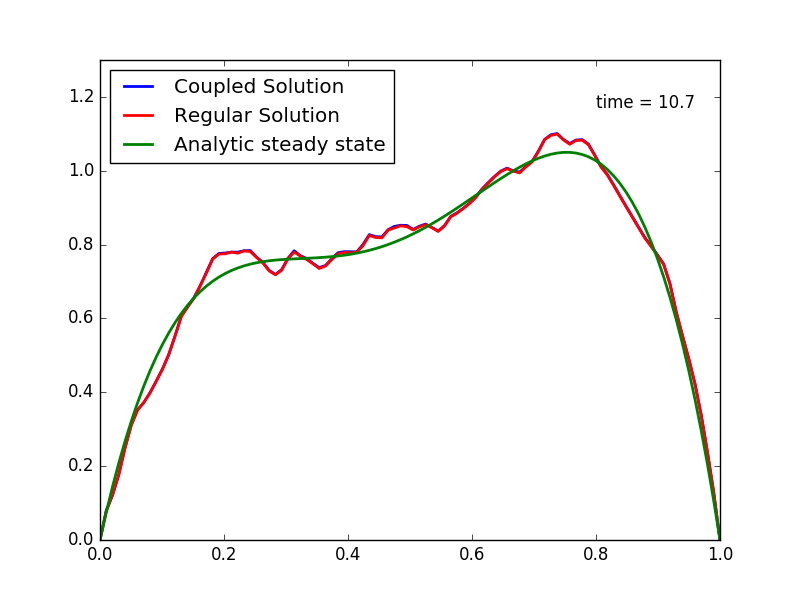 1.2
1.0
0.8
0.6
0.4
0.2
0.0
Coupled Solution
Regular Solution
Analytic steady state
time = 10.7
0.0 0.2 0.4 0.6 0.8 1.0